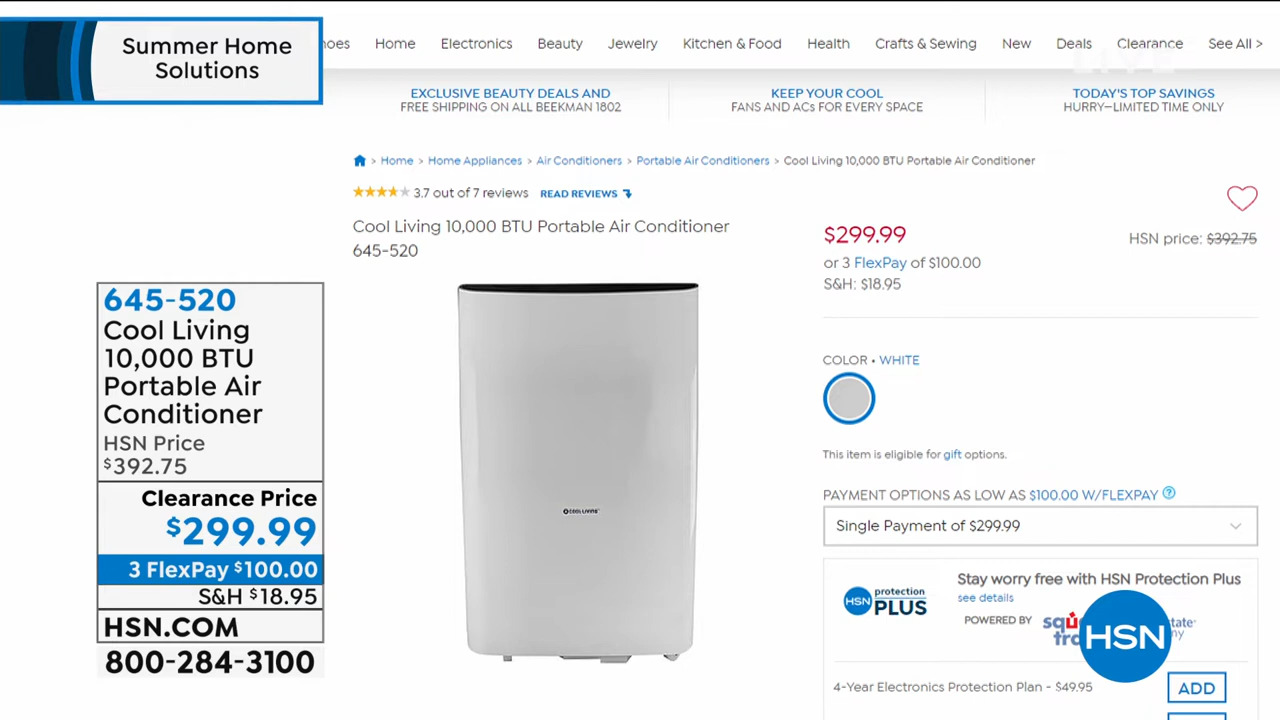 Summer Home
Solutions
Home
Electronics
Beauty
Jewelry
Kitchen & Food
Health
Crafts & Sewing
New
Deals
Clearance
See All >
LIVE
EXCLUSIVE BEAUTY DEALS AND
FREE SHIPPING ON ALL BEEKMAN 1802
KEEP YOUR COOL
FANS AND ACs FOR EVERY SPACE
TODAY'S TOP SAVINGS
HURRY–LIMITED TIME ONLY
> Home > Home Appliances > Air Conditioners > Portable Air Conditioners > Cool Living 10,000 BTU Portable Air Conditioner
3.7 out of 7 reviews READ REVIEWS
Cool Living 10,000 BTU Portable Air Conditioner
645-520
COOL LIVING
$299.99
HSN price: $392.75
or 3 FlexPay of $100.00
S&H: $18.95
COLOR • WHITE
This item is eligible for gift options.
PAYMENT OPTIONS AS LOW AS $100.00 W/FLEXPAY ?
Single Payment of $299.99
HSN protection
PLUS
Stay worry free with HSN Protection Plus
see details
POWERED BY
HSN
4-Year Electronics Protection Plan - $49.95
ADD
645-520
Cool Living
10,000 BTU
Portable Air
Conditioner
HSN Price
$392.75
Clearance Price
$299.99
3 FlexPay $100.00
S&H $18.95
HSN.COM
800-284-3100